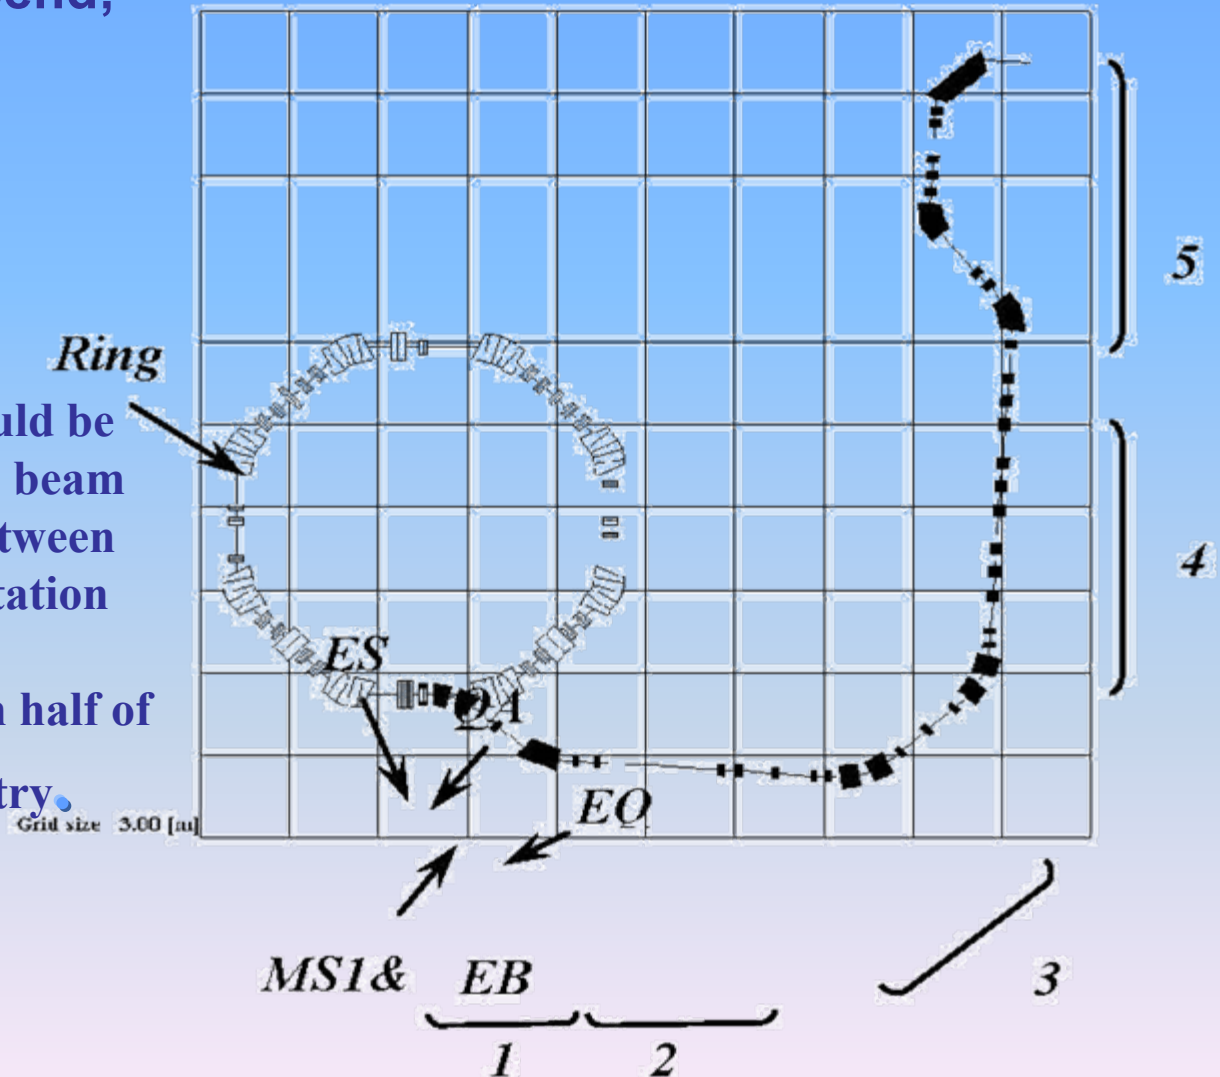 5
Ring
uld be
beam
tween
tation
4
ES
QA
n half of
try.
EQ
Grid size 3.00 [m]
MS1& EB
3
1 2